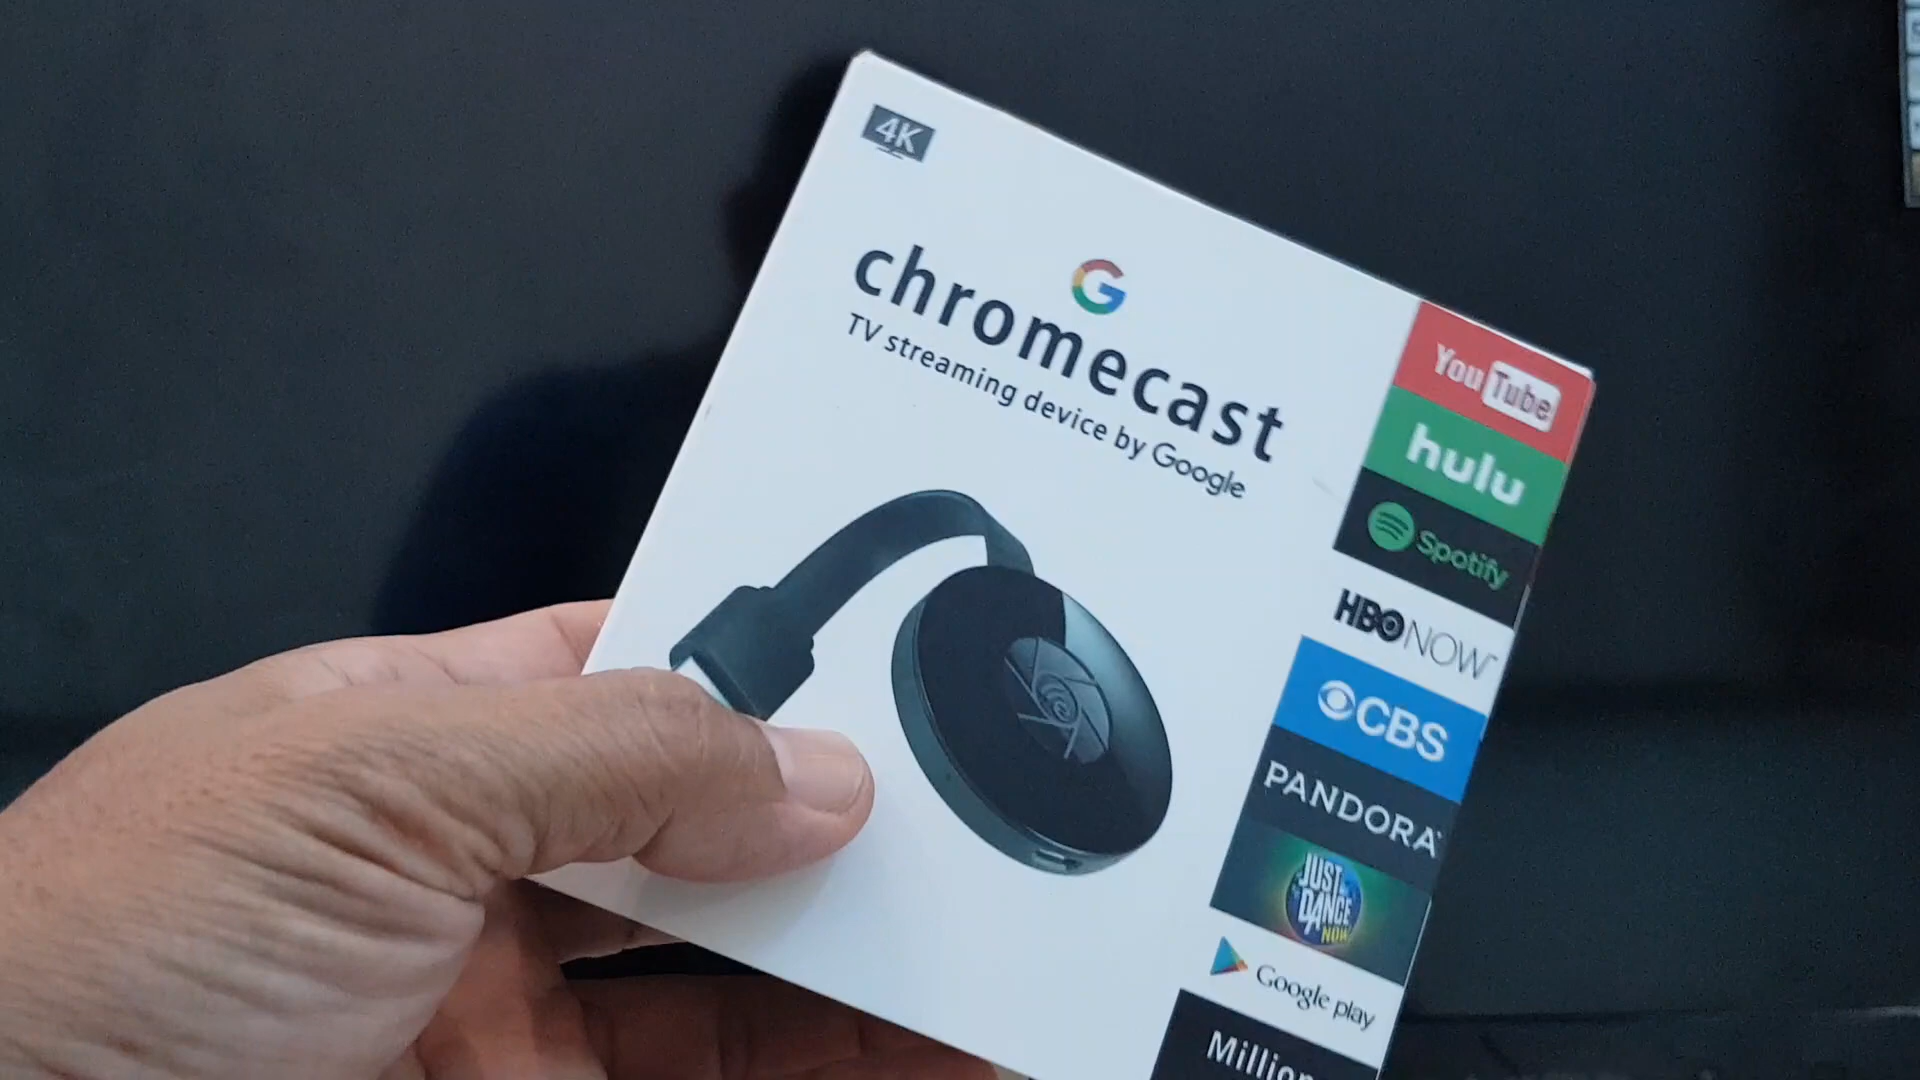 4K
G
chromecast
TV streaming device by Google
YouTube
hulu
Spotify
HBO NOW
CBS
PANDORA
JUST
DANCE
NOW
Google play
Million